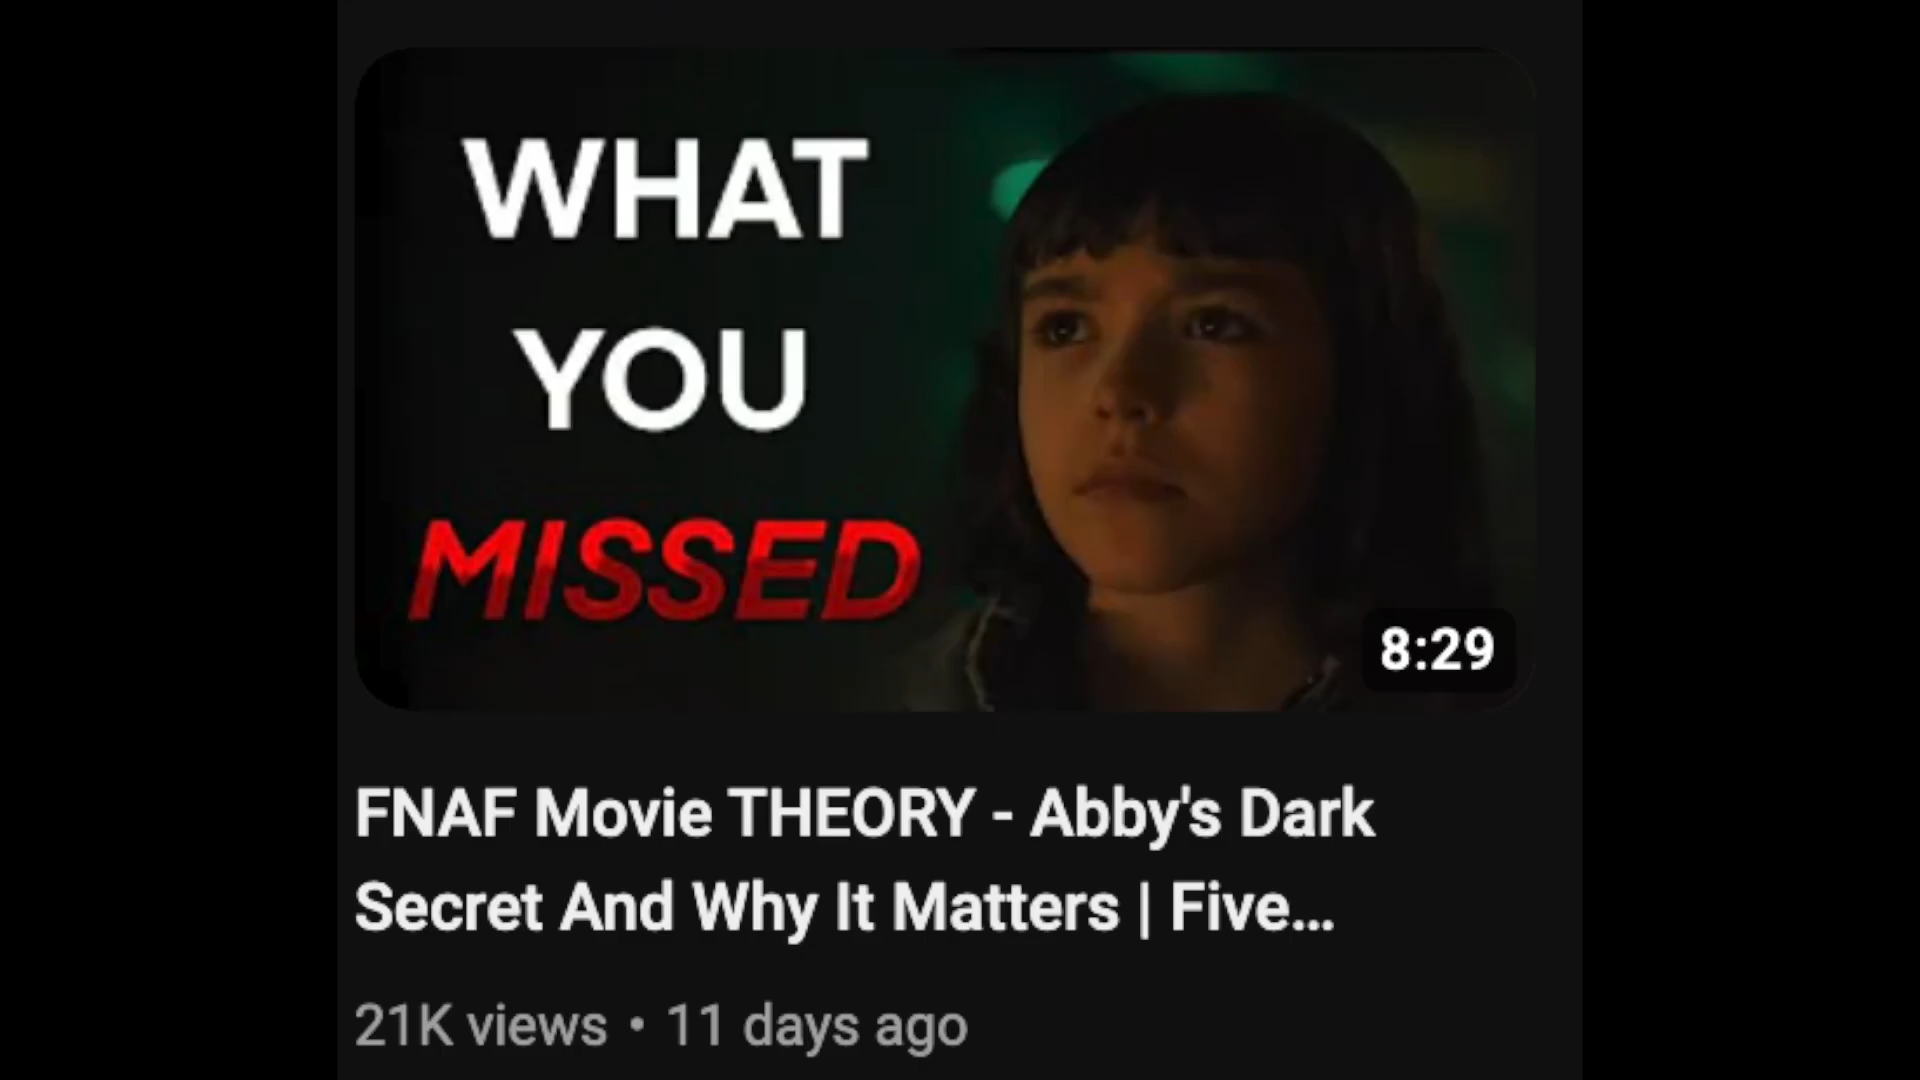 WHAT
YOU
MISSED
8:29
FNAF Movie THEORY - Abby's Dark
Secret And Why It Matters | Five...
21K views • 11 days ago